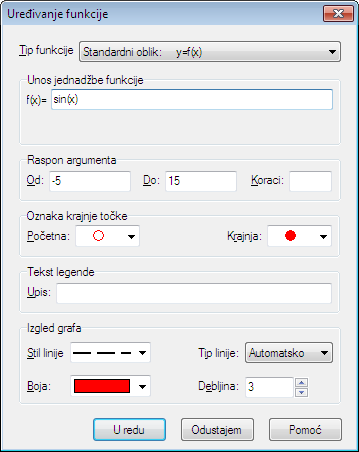 Uređivanje funkcije
Tip funkcije Standardni oblik: y=f(x)
Unos jednadžbe funkcije
f(x)= sin(x)
Raspon argumenta
Od: -5 Do: 15 Koraci:
Oznaka krajnje točke
Početna: Krajnja:
Tekst legende
Upis:
Izgled grafa
Stil linije Tip linije: Automatsko
Boja: Debljina: 3
U redu Odustajem Pomoć